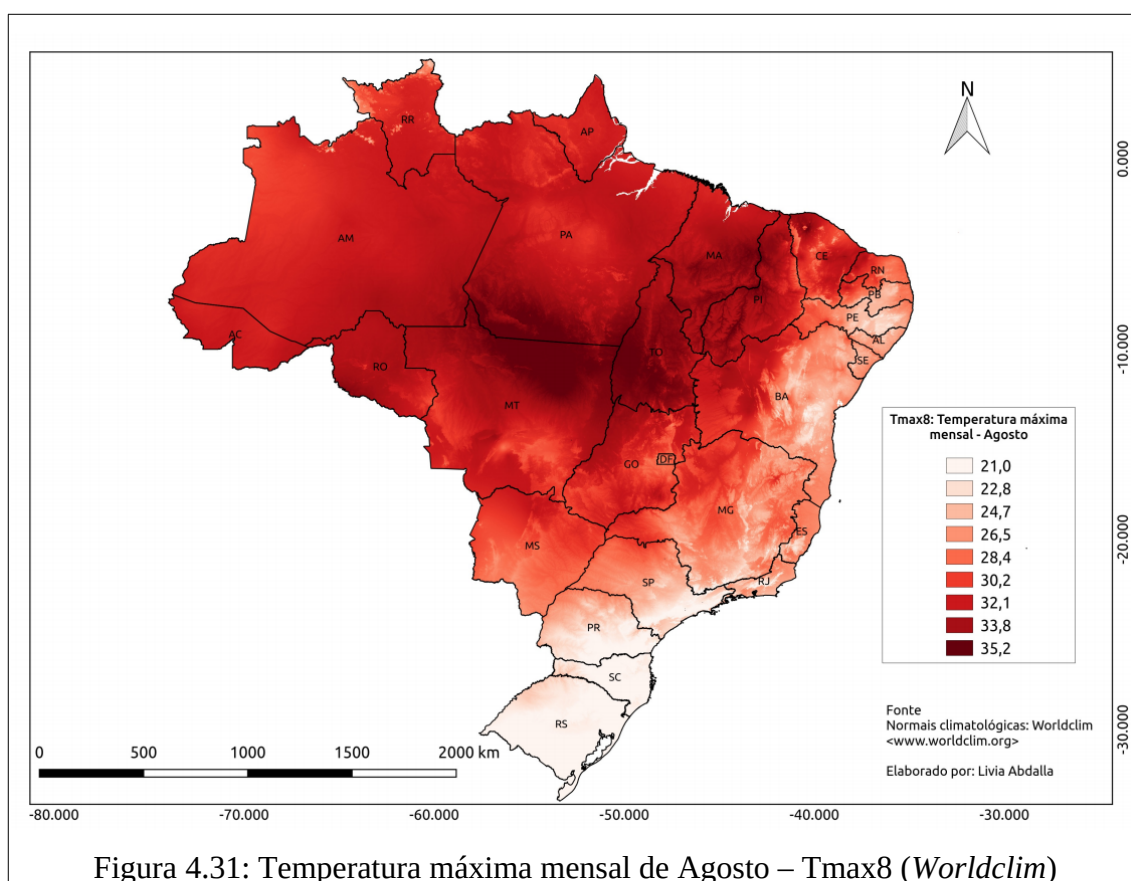 N
RR
AP
AM
PA
MA
CE
RN
PB
PI
PE
AL
SE
AC
TO
RO
BA
MT
DF
GO
MG
ES
MS
SP
RJ
PR
SC
RS
0.000
-10.000
-20.000
-30.000
Tmax8: Temperatura máxima
mensal - Agosto
21,0
22,8
24,7
26,5
28,4
30,2
32,1
33,8
35,2
Fonte
Normais climatológicas: Worldclim
<www.worldclim.org>
Elaborado por: Livia Abdalla
0 500 1000 1500 2000 km
-80.000 -70.000 -60.000 -50.000 -40.000 -30.000
Figura 4.31: Temperatura máxima mensal de Agosto – Tmax8 (Worldclim)